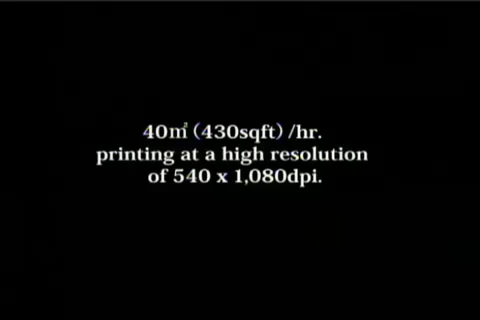 40㎡ (430sqft) /hr.
printing at a high resolution
of 540 x 1,080dpi.